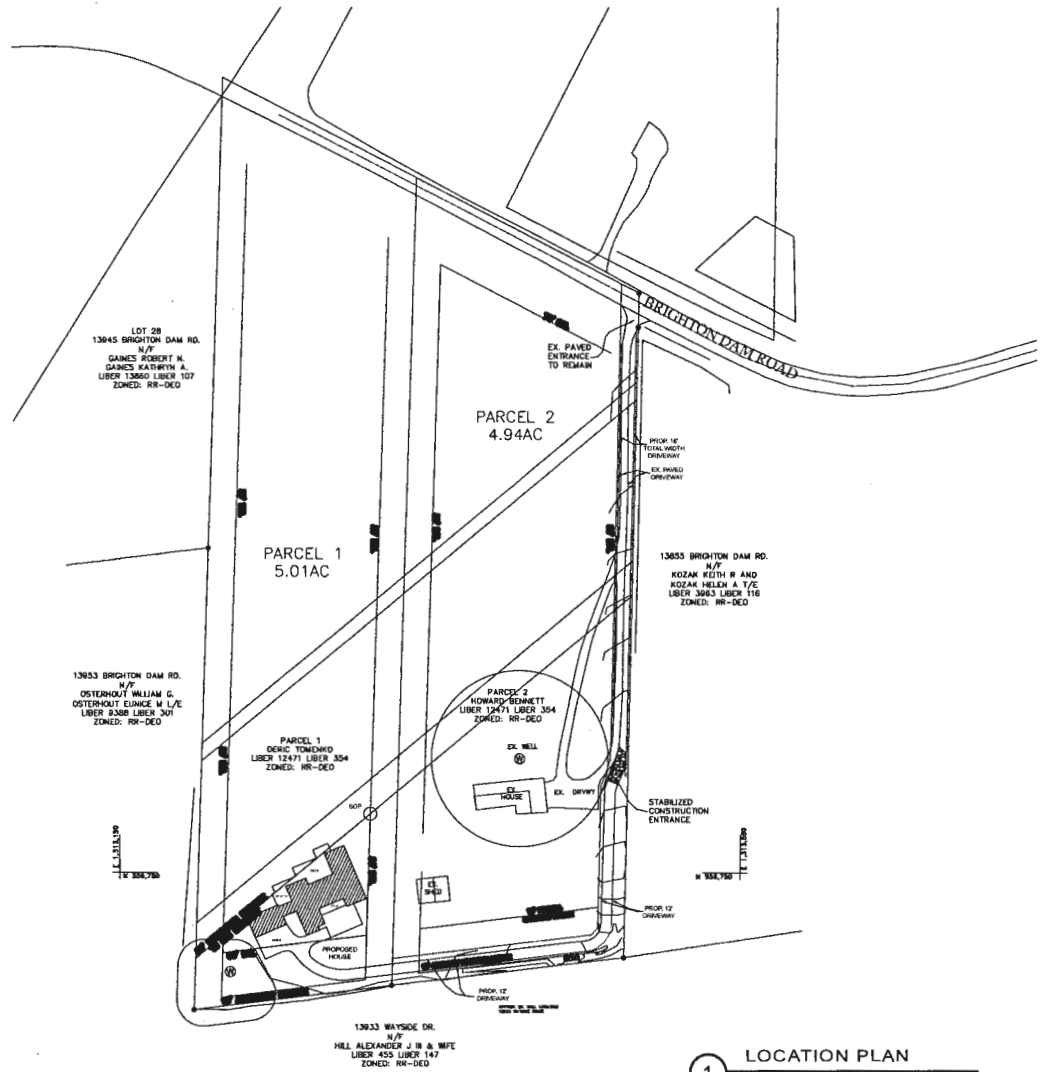 BRIGHTON DAM ROAD
LOT 28
13945 BRIGHTON DAM RD.
N/F
GAINES ROBERT N.
GAINES KATHRYN A.
LIBER 13860 LIBER 107
ZONED: RR-DEO
EX. PAVED
ENTRANCE
TO REMAIN
PARCEL 2
4.94AC
PROP. 16'
TOTAL WIDTH
DRIVEWAY
EX. PAVED
DRIVEWAY
PARCEL 1
5.01AC
13855 BRIGHTON DAM RD.
N/F
KOZAK KEITH R AND
KOZAK HELEN A T/E
LIBER 3963 LIBER 116
ZONED: RR-DEO
13953 BRIGHTON DAM RD.
N/F
OSTERHOUT WILLIAM G.
OSTERHOUT EUNICE M L/E
LIBER 9388 LIBER 301
ZONED: RR-DEO
PARCEL 2
HOWARD BENNETT
LIBER 12471 LIBER 354
ZONED: RR-DEO
PARCEL 1
DERIC TOMENKO
LIBER 12471 LIBER 354
ZONED: RR-DEO
EX. WELL
W
EX.
HOUSE
EX. DRVWY
STABILIZED
CONSTRUCTION
ENTRANCE
EX.
SHED
PROP. 12'
DRIVEWAY
PROPOSED
HOUSE
W
PROP. 12'
DRIVEWAY
13933 WAYSIDE DR.
N/F
HILL ALEXANDER J III & WIFE
LIBER 455 LIBER 147
ZONED: RR-DEO
1
LOCATION PLAN